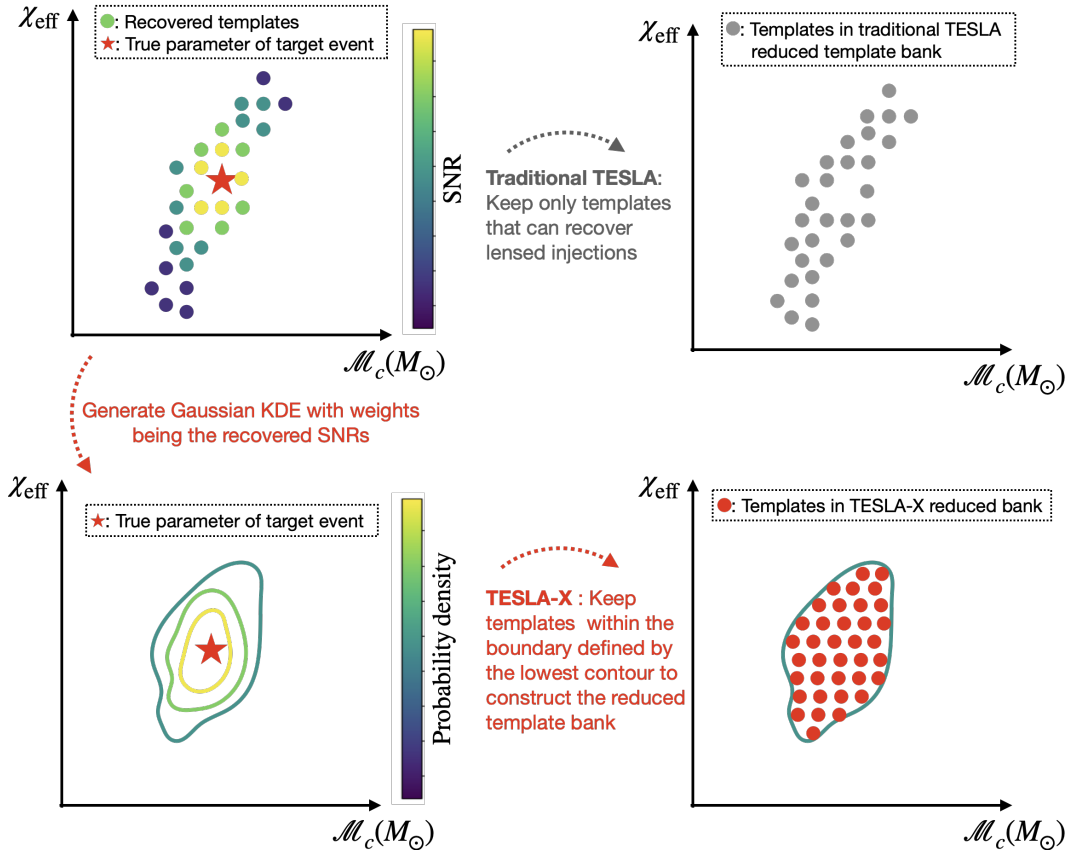 χeff
: Recovered templates
: True parameter of target event
SNR
ℳc(M⊙)
Traditional TESLA:
Keep only templates
that can recover
lensed injections
χeff
: Templates in traditional TESLA
reduced template bank
ℳc(M⊙)
Generate Gaussian KDE with weights
being the recovered SNRs
χeff
: True parameter of target event
Probability density
ℳc(M⊙)
TESLA-X : Keep
templates within the
boundary defined by
the lowest contour to
construct the reduced
template bank
χeff
: Templates in TESLA-X reduced bank
ℳc(M⊙)